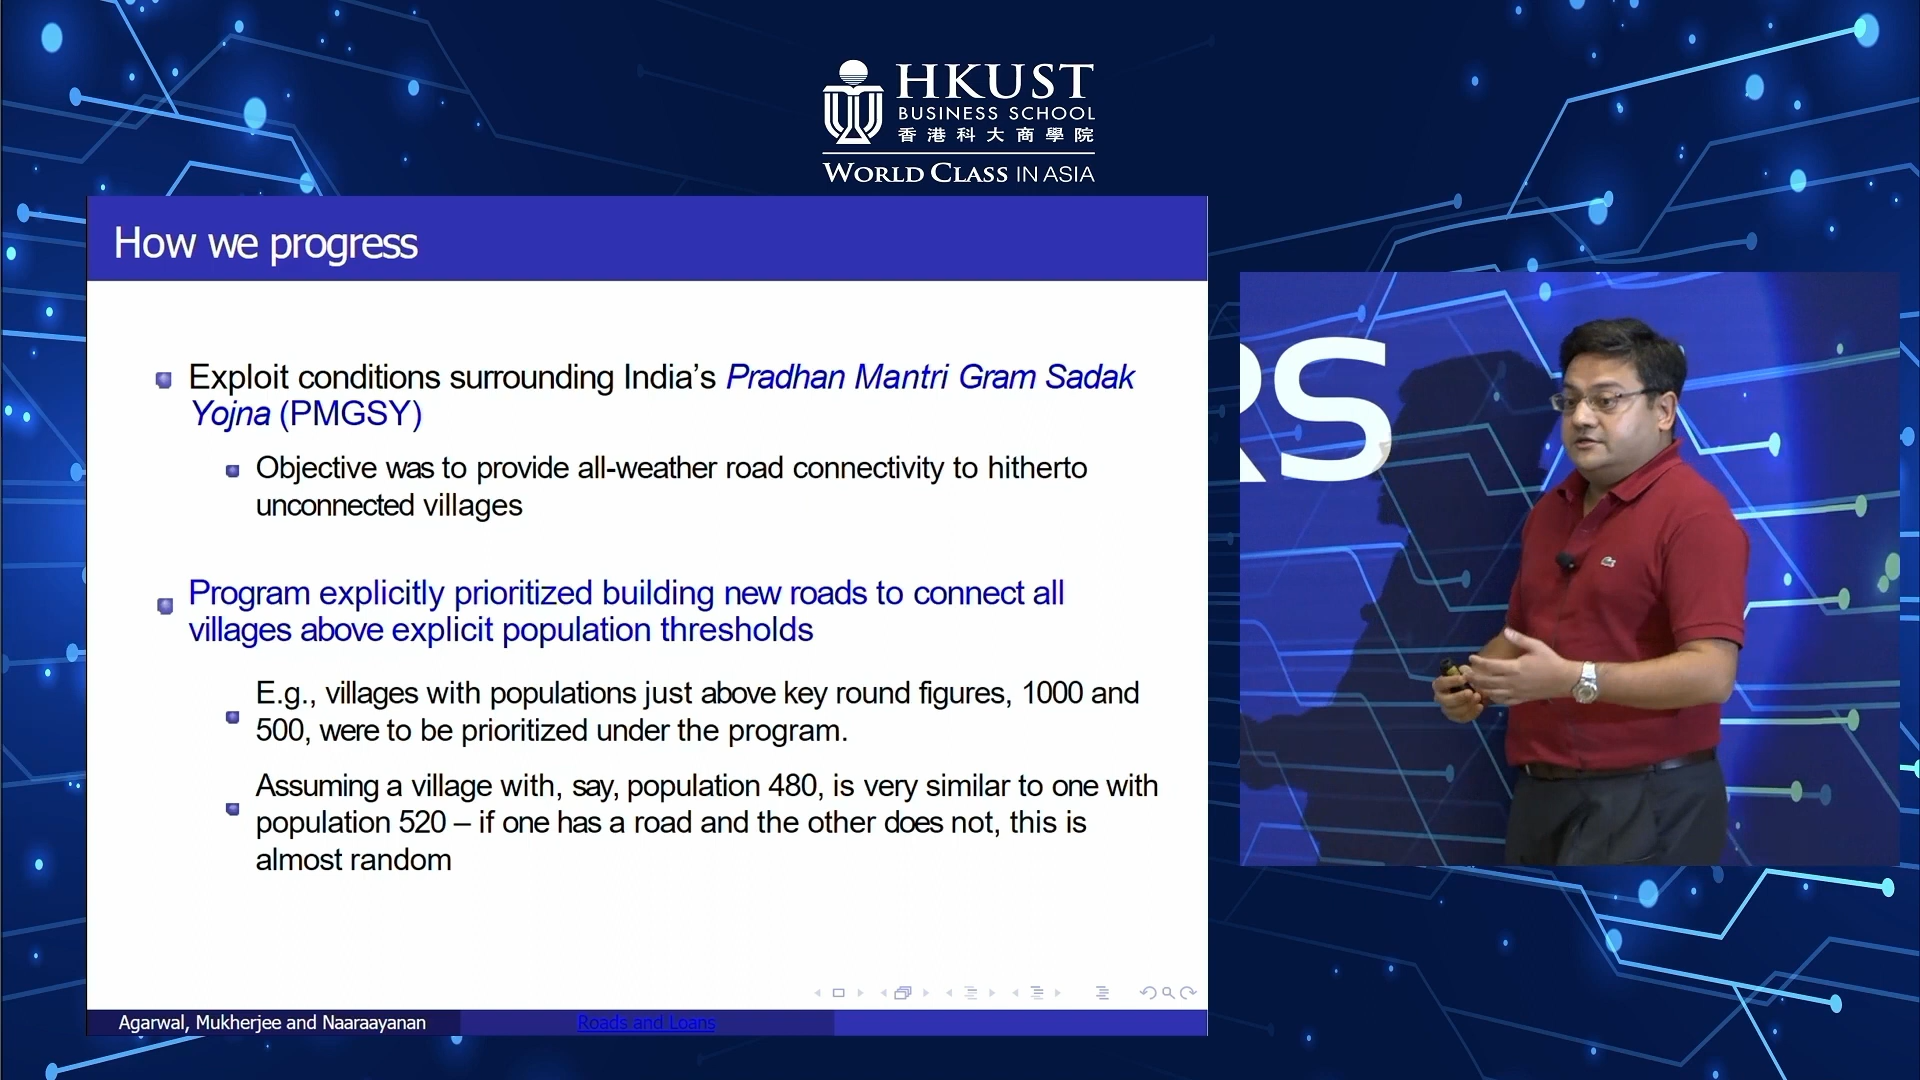 HKUST
BUSINESS SCHOOL
香港科大商學院
WORLD CLASS IN ASIA
How we progress
Exploit conditions surrounding India’s Pradhan Mantri Gram Sadak
Yojna (PMGSY)
Objective was to provide all-weather road connectivity to hitherto
unconnected villages
Program explicitly prioritized building new roads to connect all
villages above explicit population thresholds
E.g., villages with populations just above key round figures, 1000 and
500, were to be prioritized under the program.
Assuming a village with, say, population 480, is very similar to one with
population 520 – if one has a road and the other does not, this is
almost random
Agarwal, Mukherjee and Naaraayanan
Roads and Loans
RS